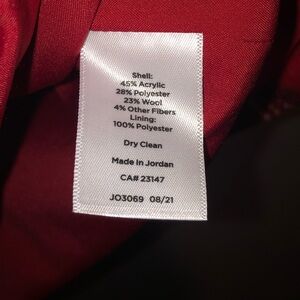 Shell:
45% Acrylic
28% Polyester
23% Wool
4% Other Fibers
Lining:
100% Polyester
Dry Clean
Made in Jordan
CA# 23147
JO3069 08/21